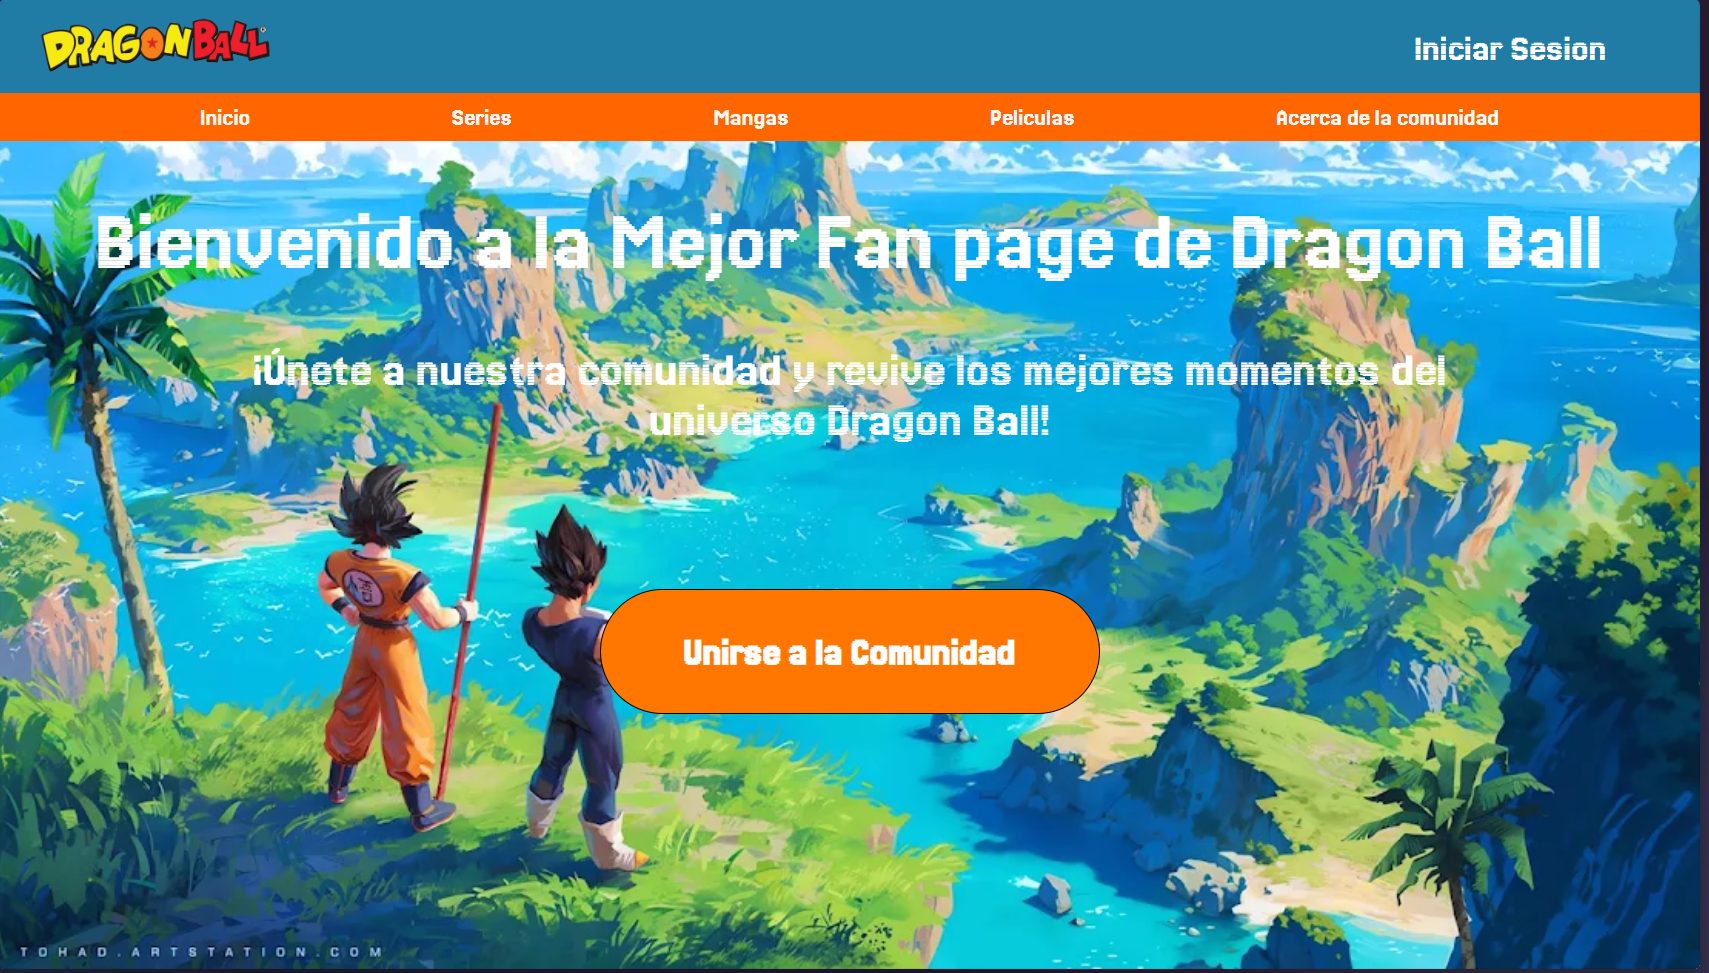 DRAGON BALL
Iniciar Sesion
Inicio Series Mangas Peliculas Acerca de la comunidad
Bienvenido a la Mejor Fan page de Dragon Ball
¡Únete a nuestra comunidad y revive los mejores momentos del
universo Dragon Ball!
Unirse a la Comunidad
TOHAD.ARTSTATION.COM